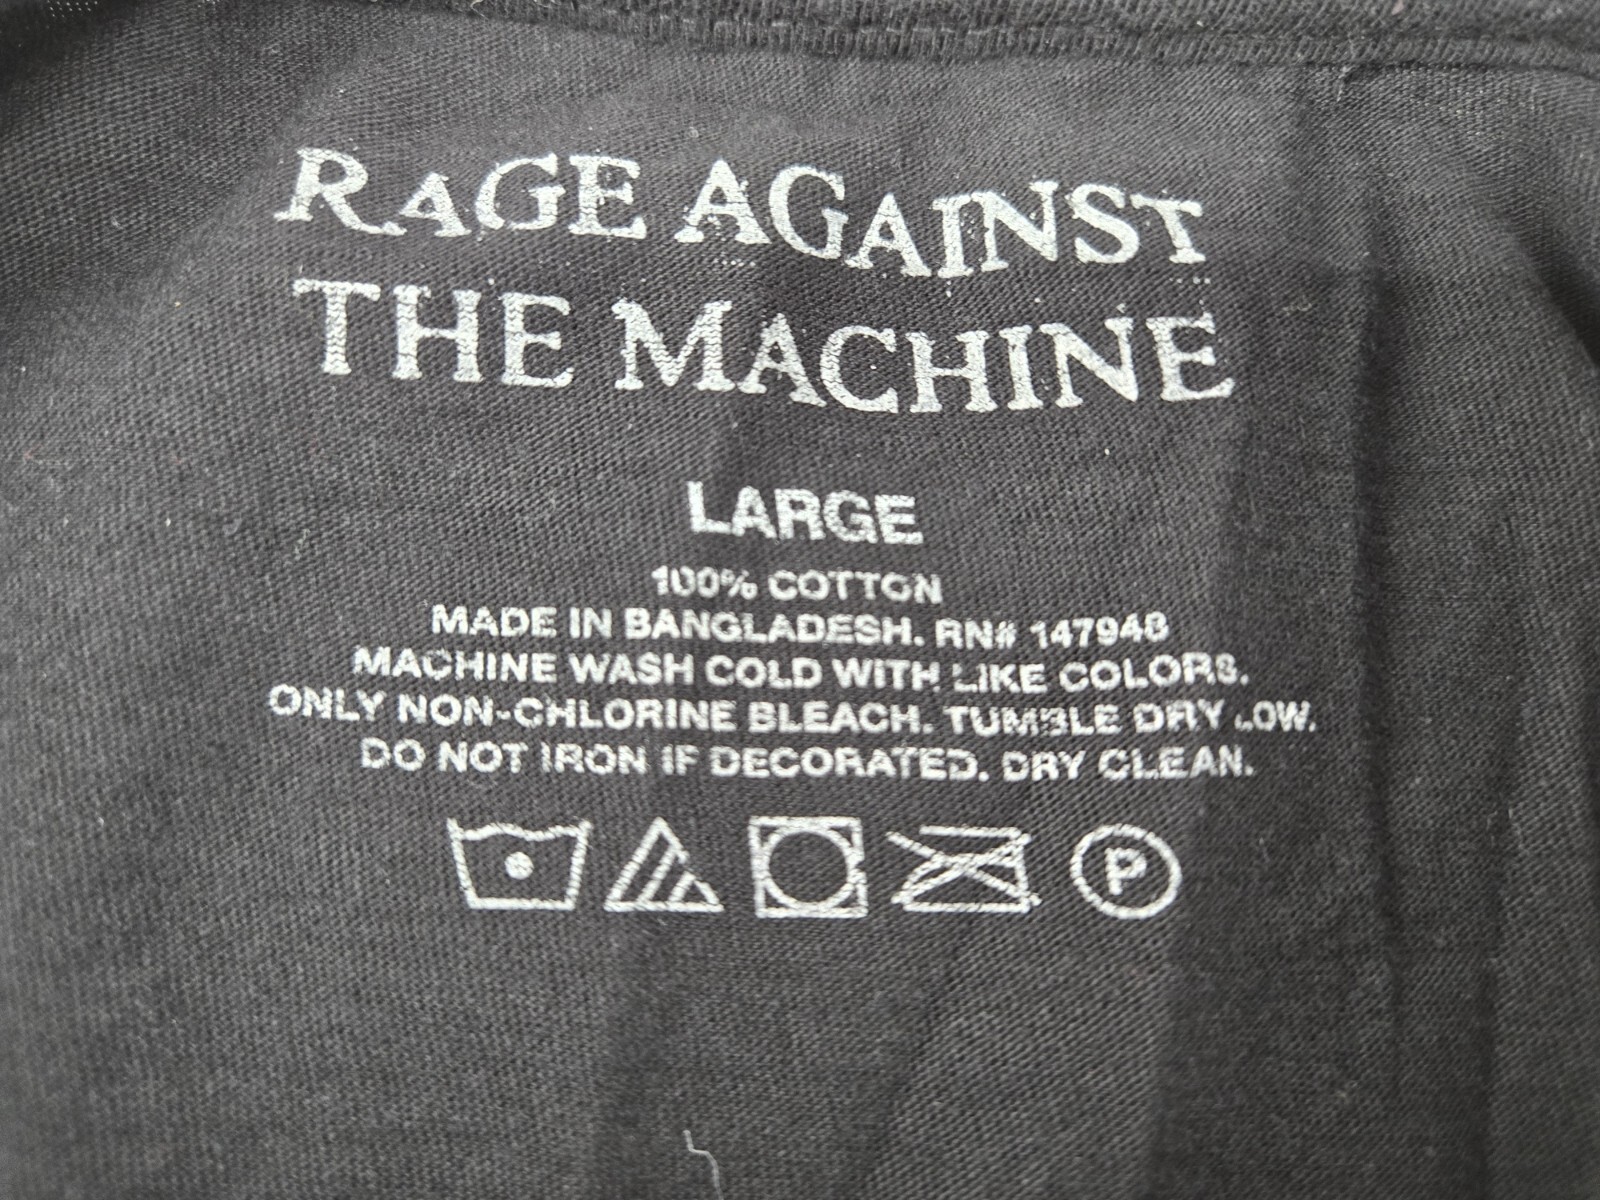 RAGE AGAINST
THE MACHINE
LARGE
100% COTTON
MADE IN BANGLADESH. RN# 147948
MACHINE WASH COLD WITH LIKE COLORS.
ONLY NON-CHLORINE BLEACH. TUMBLE DRY LOW.
DO NOT IRON IF DECORATED. DRY CLEAN.
P